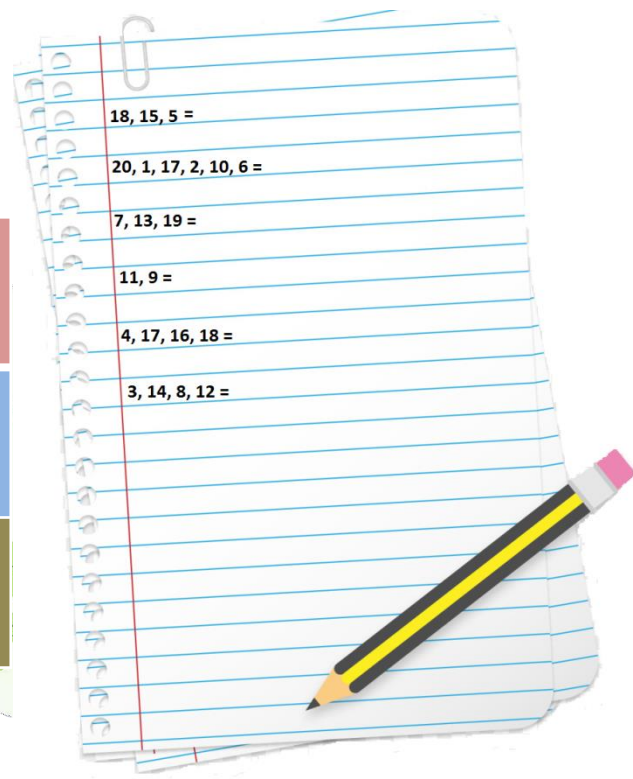 18, 15, 5 =
20, 1, 17, 2, 10, 6 =
7, 13, 19 =
11, 9 =
4, 17, 16, 18 =
3, 14, 8, 12 =